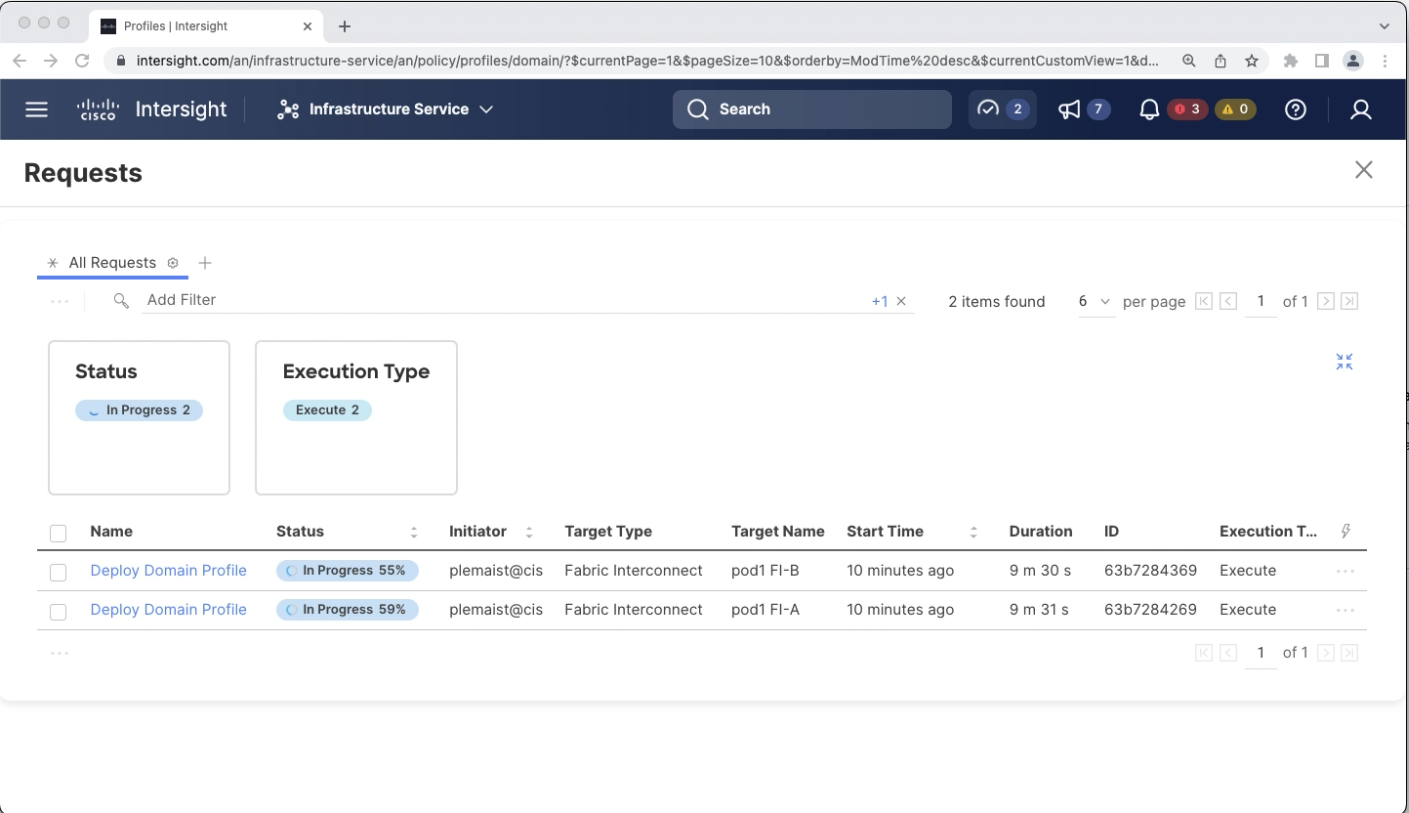 Profiles | Intersight
intersight.com/an/infrastructure-service/an/policy/profiles/domain/?$currentPage=1&$pageSize=10&$orderby=ModTime%20desc&$currentCustomView=1&d...
CISCO Intersight Infrastructure Service Search 2 7 3 0
Requests
All Requests
Add Filter +1 2 items found 6 per page 1 of 1
Status Execution Type
In Progress 2 Execute 2
Name Status Initiator Target Type Target Name Start Time Duration ID Execution T...
Deploy Domain Profile In Progress 55% plemaist@cis Fabric Interconnect pod1 FI-B 10 minutes ago 9 m 30 s 63b7284369 Execute
Deploy Domain Profile In Progress 59% plemaist@cis Fabric Interconnect pod1 FI-A 10 minutes ago 9 m 31 s 63b7284269 Execute
1 of 1